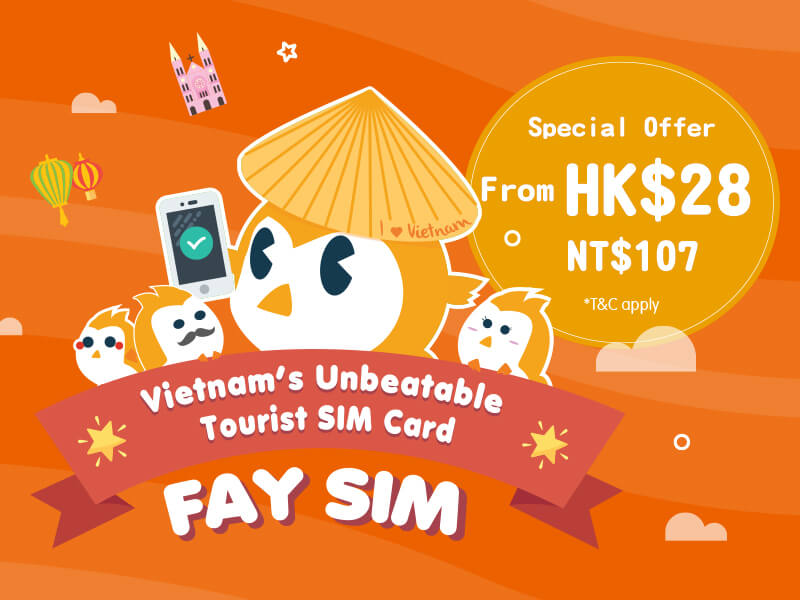 Special Offer
From HK$28
NT$107
*T&C apply
I ♥ Vietnam
Vietnam's Unbeatable
Tourist SIM Card
FAY SIM